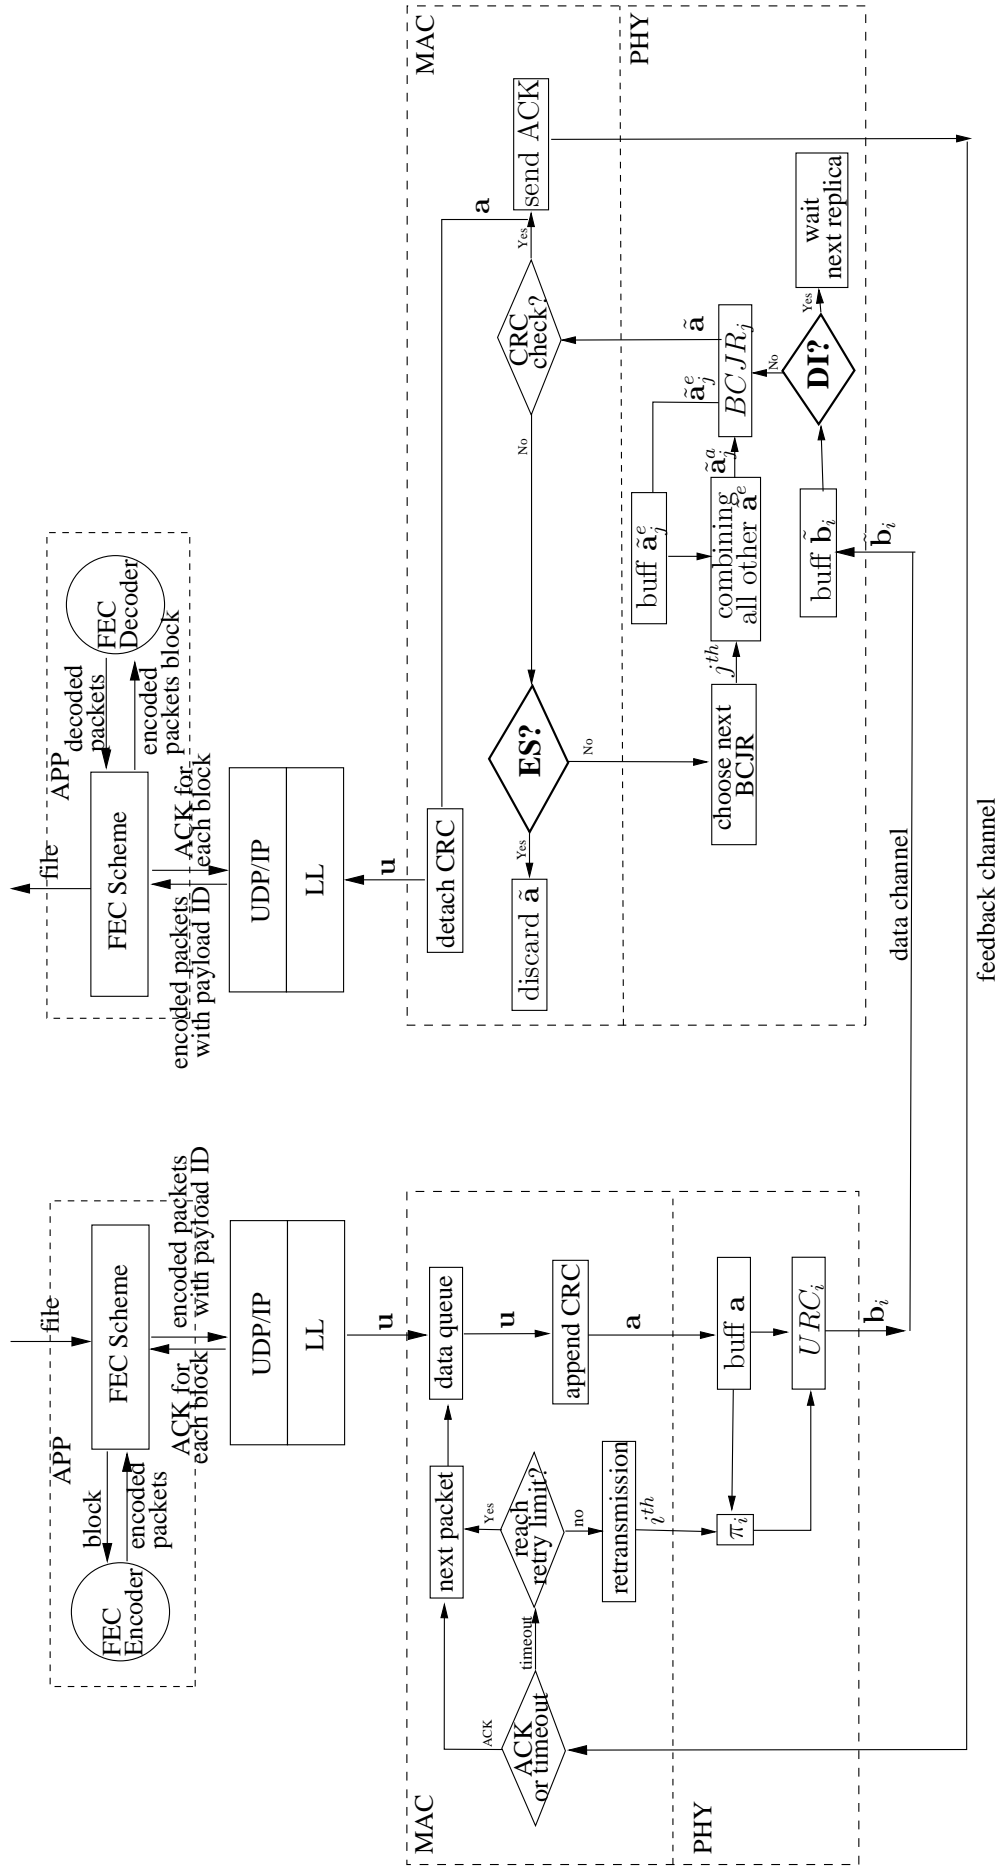 file
APP
FEC Scheme
block
encoded
packets
FEC
Encoder
ACK for
each block
encoded packets
with payload ID
UDP/IP
LL
u
MAC
next packet
data queue
ACK
Yes
u
ACK
or timeout
timeout
reach
retry limit?
append CRC
no
retransmission
a
i^{th}
PHY
π_i
buff a
URC_i
b_i
file
APP
FEC Scheme
decoded
packets
encoded
packets block
FEC
Decoder
encoded packets
with payload ID
ACK for
each block
UDP/IP
LL
u
MAC
detach CRC
a
discard ã
Yes
ES?
No
CRC
check?
Yes
send ACK
No
PHY
ã
buff ã_j^e
ã_j^e
choose next
BCJR
j^{th}
combining
all other ã^e
ã_j^a
BCJR_j
No
buff b̃_i
DI?
Yes
wait
next replica
b̃_i
data channel
feedback channel